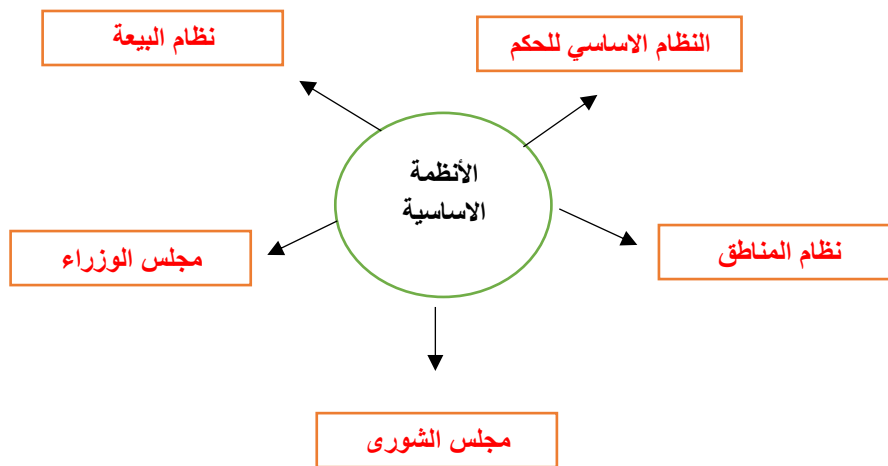 النظام الاساسي للحكم
نظام البيعة
الأنظمة
الاساسية
نظام المناطق
مجلس الوزراء
مجلس الشورى